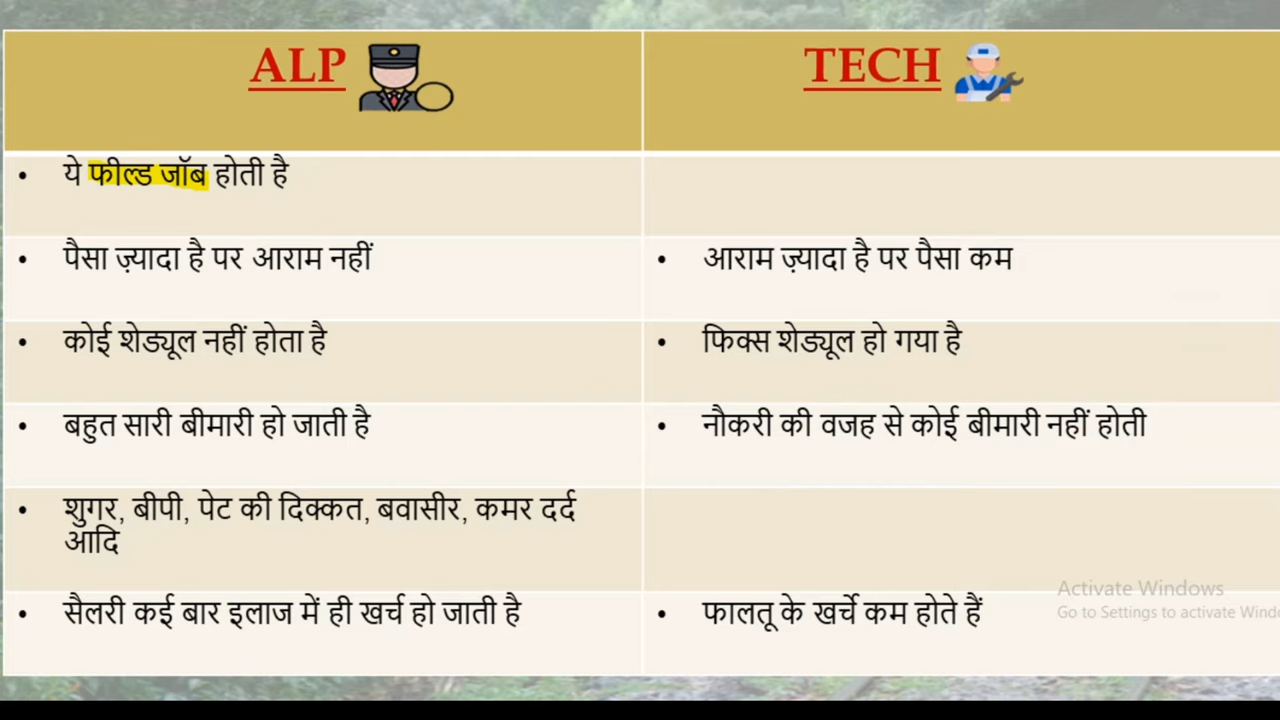 ALP
TECH
• ये फील्ड जॉब होती है
• पैसा ज़्यादा है पर आराम नहीं
• आराम ज़्यादा है पर पैसा कम
• कोई शेड्यूल नहीं होता है
• फिक्स शेड्यूल हो गया है
• बहुत सारी बीमारी हो जाती है
• नौकरी की वजह से कोई बीमारी नहीं होती
• शुगर, बीपी, पेट की दिक्कत, बवासीर, कमर दर्द
आदि
• सैलरी कई बार इलाज में ही खर्च हो जाती है
• फालतू के खर्चे कम होते हैं
Activate Windows
Go to Settings to activate